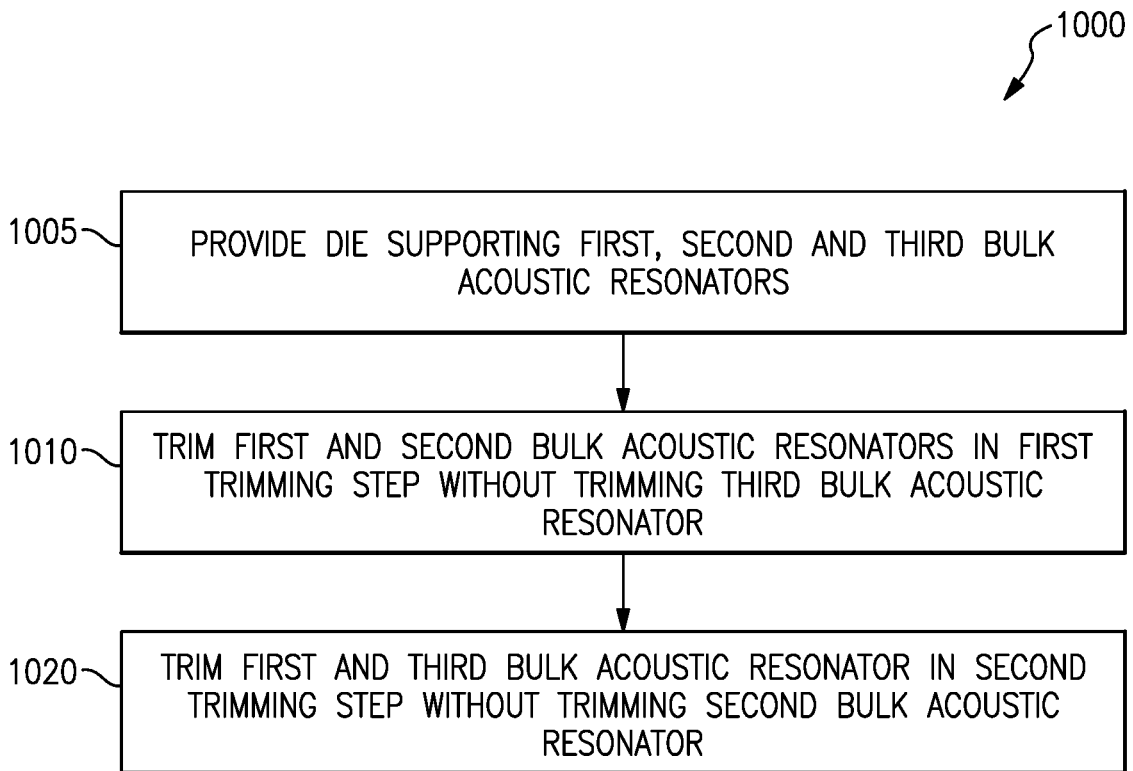 1000
1005
PROVIDE DIE SUPPORTING FIRST, SECOND AND THIRD BULK
ACOUSTIC RESONATORS
1010
TRIM FIRST AND SECOND BULK ACOUSTIC RESONATORS IN FIRST
TRIMMING STEP WITHOUT TRIMMING THIRD BULK ACOUSTIC
RESONATOR
1020
TRIM FIRST AND THIRD BULK ACOUSTIC RESONATOR IN SECOND
TRIMMING STEP WITHOUT TRIMMING SECOND BULK ACOUSTIC
RESONATOR